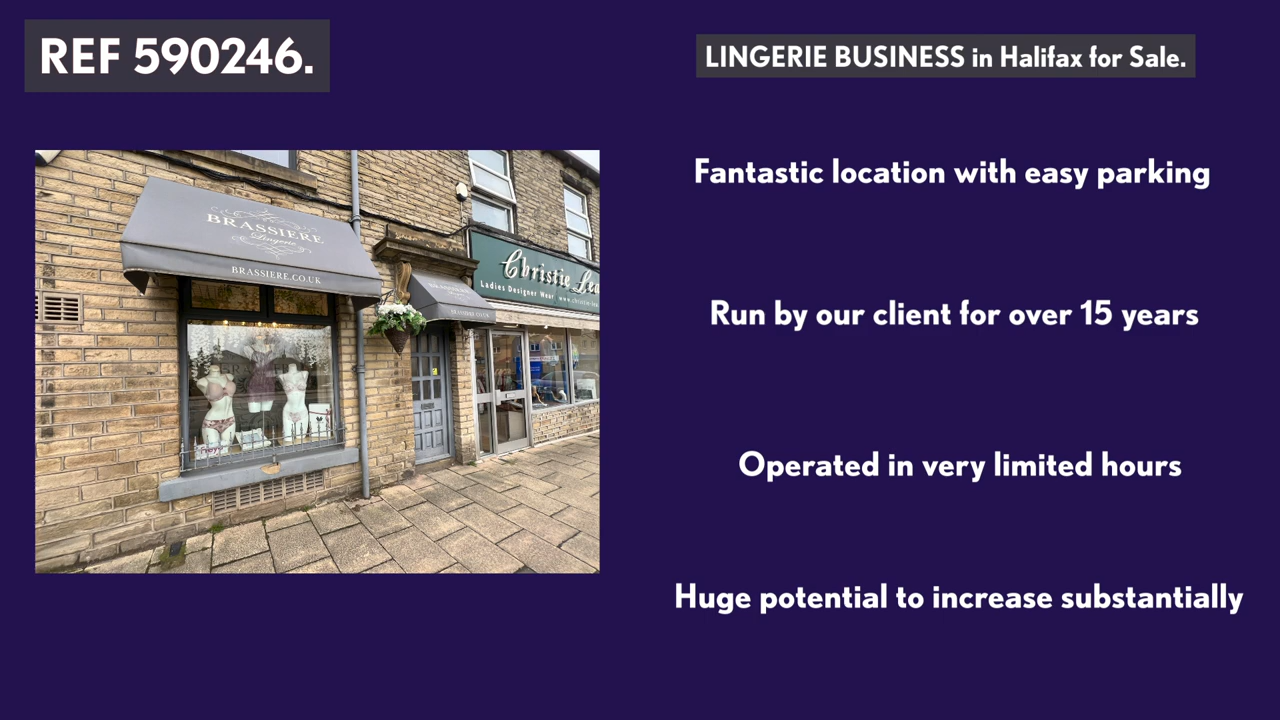 REF 590246.
LINGERIE BUSINESS in Halifax for Sale.
Fantastic location with easy parking
Run by our client for over 15 years
Operated in very limited hours
Huge potential to increase substantially
BRASSIERE
Lingerie
BRASSIERE.CO.UK
Christie
Ladies Designer Wear